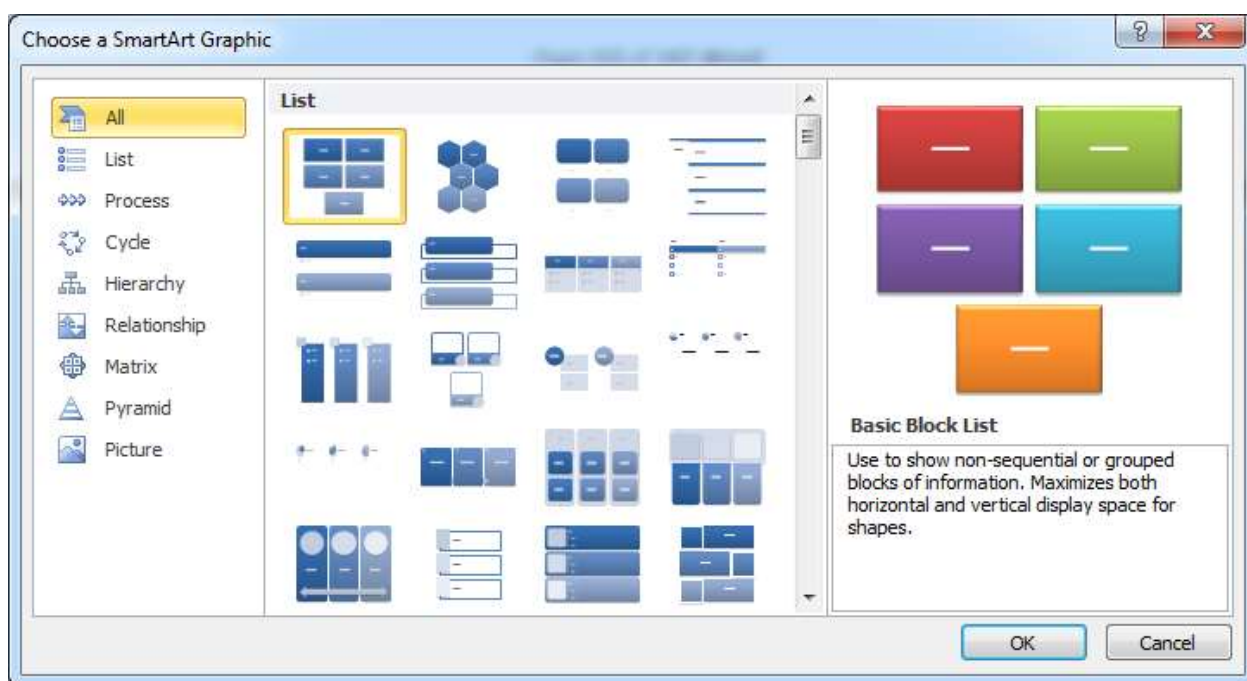 Choose a SmartArt Graphic
All
List
Process
Cycle
Hierarchy
Relationship
Matrix
Pyramid
Picture
List
Basic Block List
Use to show non-sequential or grouped
blocks of information. Maximizes both
horizontal and vertical display space for
shapes.
OK
Cancel